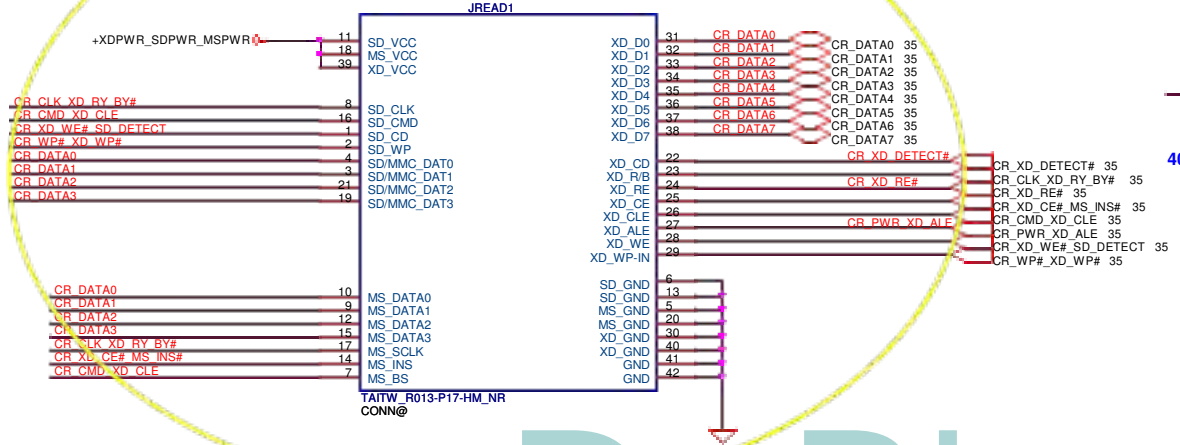 JREAD1
+XDPWR_SDPWR_MSPWR
11 SD_VCC
18 MS_VCC
39 XD_VCC
CR_CLK_XD_RY_BY# 8 SD_CLK
CR_CMD_XD_CLE 16 SD_CMD
CR_XD_WE#_SD_DETECT 1 SD_CD
CR_WP#_XD_WP# 2 SD_WP
CR_DATA0 4 SD/MMC_DAT0
CR_DATA1 3 SD/MMC_DAT1
CR_DATA2 21 SD/MMC_DAT2
CR_DATA3 19 SD/MMC_DAT3
CR_DATA0 10 MS_DATA0
CR_DATA1 9 MS_DATA1
CR_DATA2 12 MS_DATA2
CR_DATA3 15 MS_DATA3
CR_CLK_XD_RY_BY# 17 MS_SCLK
CR_XD_CE#_MS_INS# 14 MS_INS
CR_CMD_XD_CLE 7 MS_BS
XD_D0 31 CR_DATA0 CR_DATA0 35
XD_D1 32 CR_DATA1 CR_DATA1 35
XD_D2 33 CR_DATA2 CR_DATA2 35
XD_D3 34 CR_DATA3 CR_DATA3 35
XD_D4 35 CR_DATA4 CR_DATA4 35
XD_D5 36 CR_DATA5 CR_DATA5 35
XD_D6 37 CR_DATA6 CR_DATA6 35
XD_D7 38 CR_DATA7 CR_DATA7 35
XD_CD 22 CR_XD_DETECT# CR_XD_DETECT# 35
XD_R/B 23 CR_CLK_XD_RY_BY# 35
XD_RE 24 CR_XD_RE# CR_XD_RE# 35
XD_CE 25 CR_XD_CE#_MS_INS# 35
XD_CLE 26 CR_CMD_XD_CLE 35
XD_ALE 27 CR_PWR_XD_ALE CR_PWR_XD_ALE 35
XD_WE 28 CR_XD_WE#_SD_DETECT 35
XD_WP-IN 29 CR_WP#_XD_WP# 35
SD_GND 6
SD_GND 13
MS_GND 5
MS_GND 20
XD_GND 30
XD_GND 40
GND 41
GND 42
TAITW_R013-P17-HM_NR
CONN@